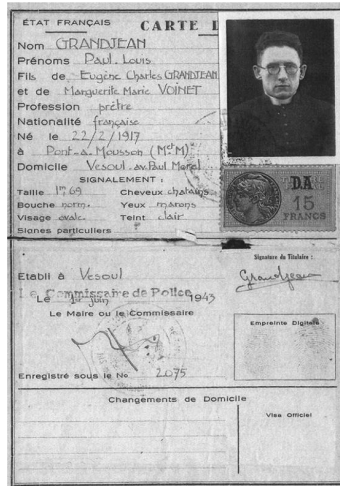 ÉTAT FRANÇAIS
CARTE D
Nom GRANDJEAN
Prénoms Paul Louis
Fils de Eugène Charles GRANDJEAN
et de Marguerite Marie VOINET
Profession prêtre
Nationalité française
Né le 22/2/1917
à Pont-à-Mousson (Mthe Mlle)
Domicile Vesoul av. Paul Morel
SIGNALEMENT :
Taille 1m69 Cheveux chatains
Bouche norm. Yeux marons
Visage ovale Teint clair
Signes particuliers
DA
15
FRANCS
Signature du Titulaire :
Grandjean
Etabli à Vesoul
Le Commissaire de Police
Le 1er juin 1943
Le Maire ou le Commissaire
Empreinte Digitale
Enregistré sous le No 2075
Changements de Domicile
Visa Officiel